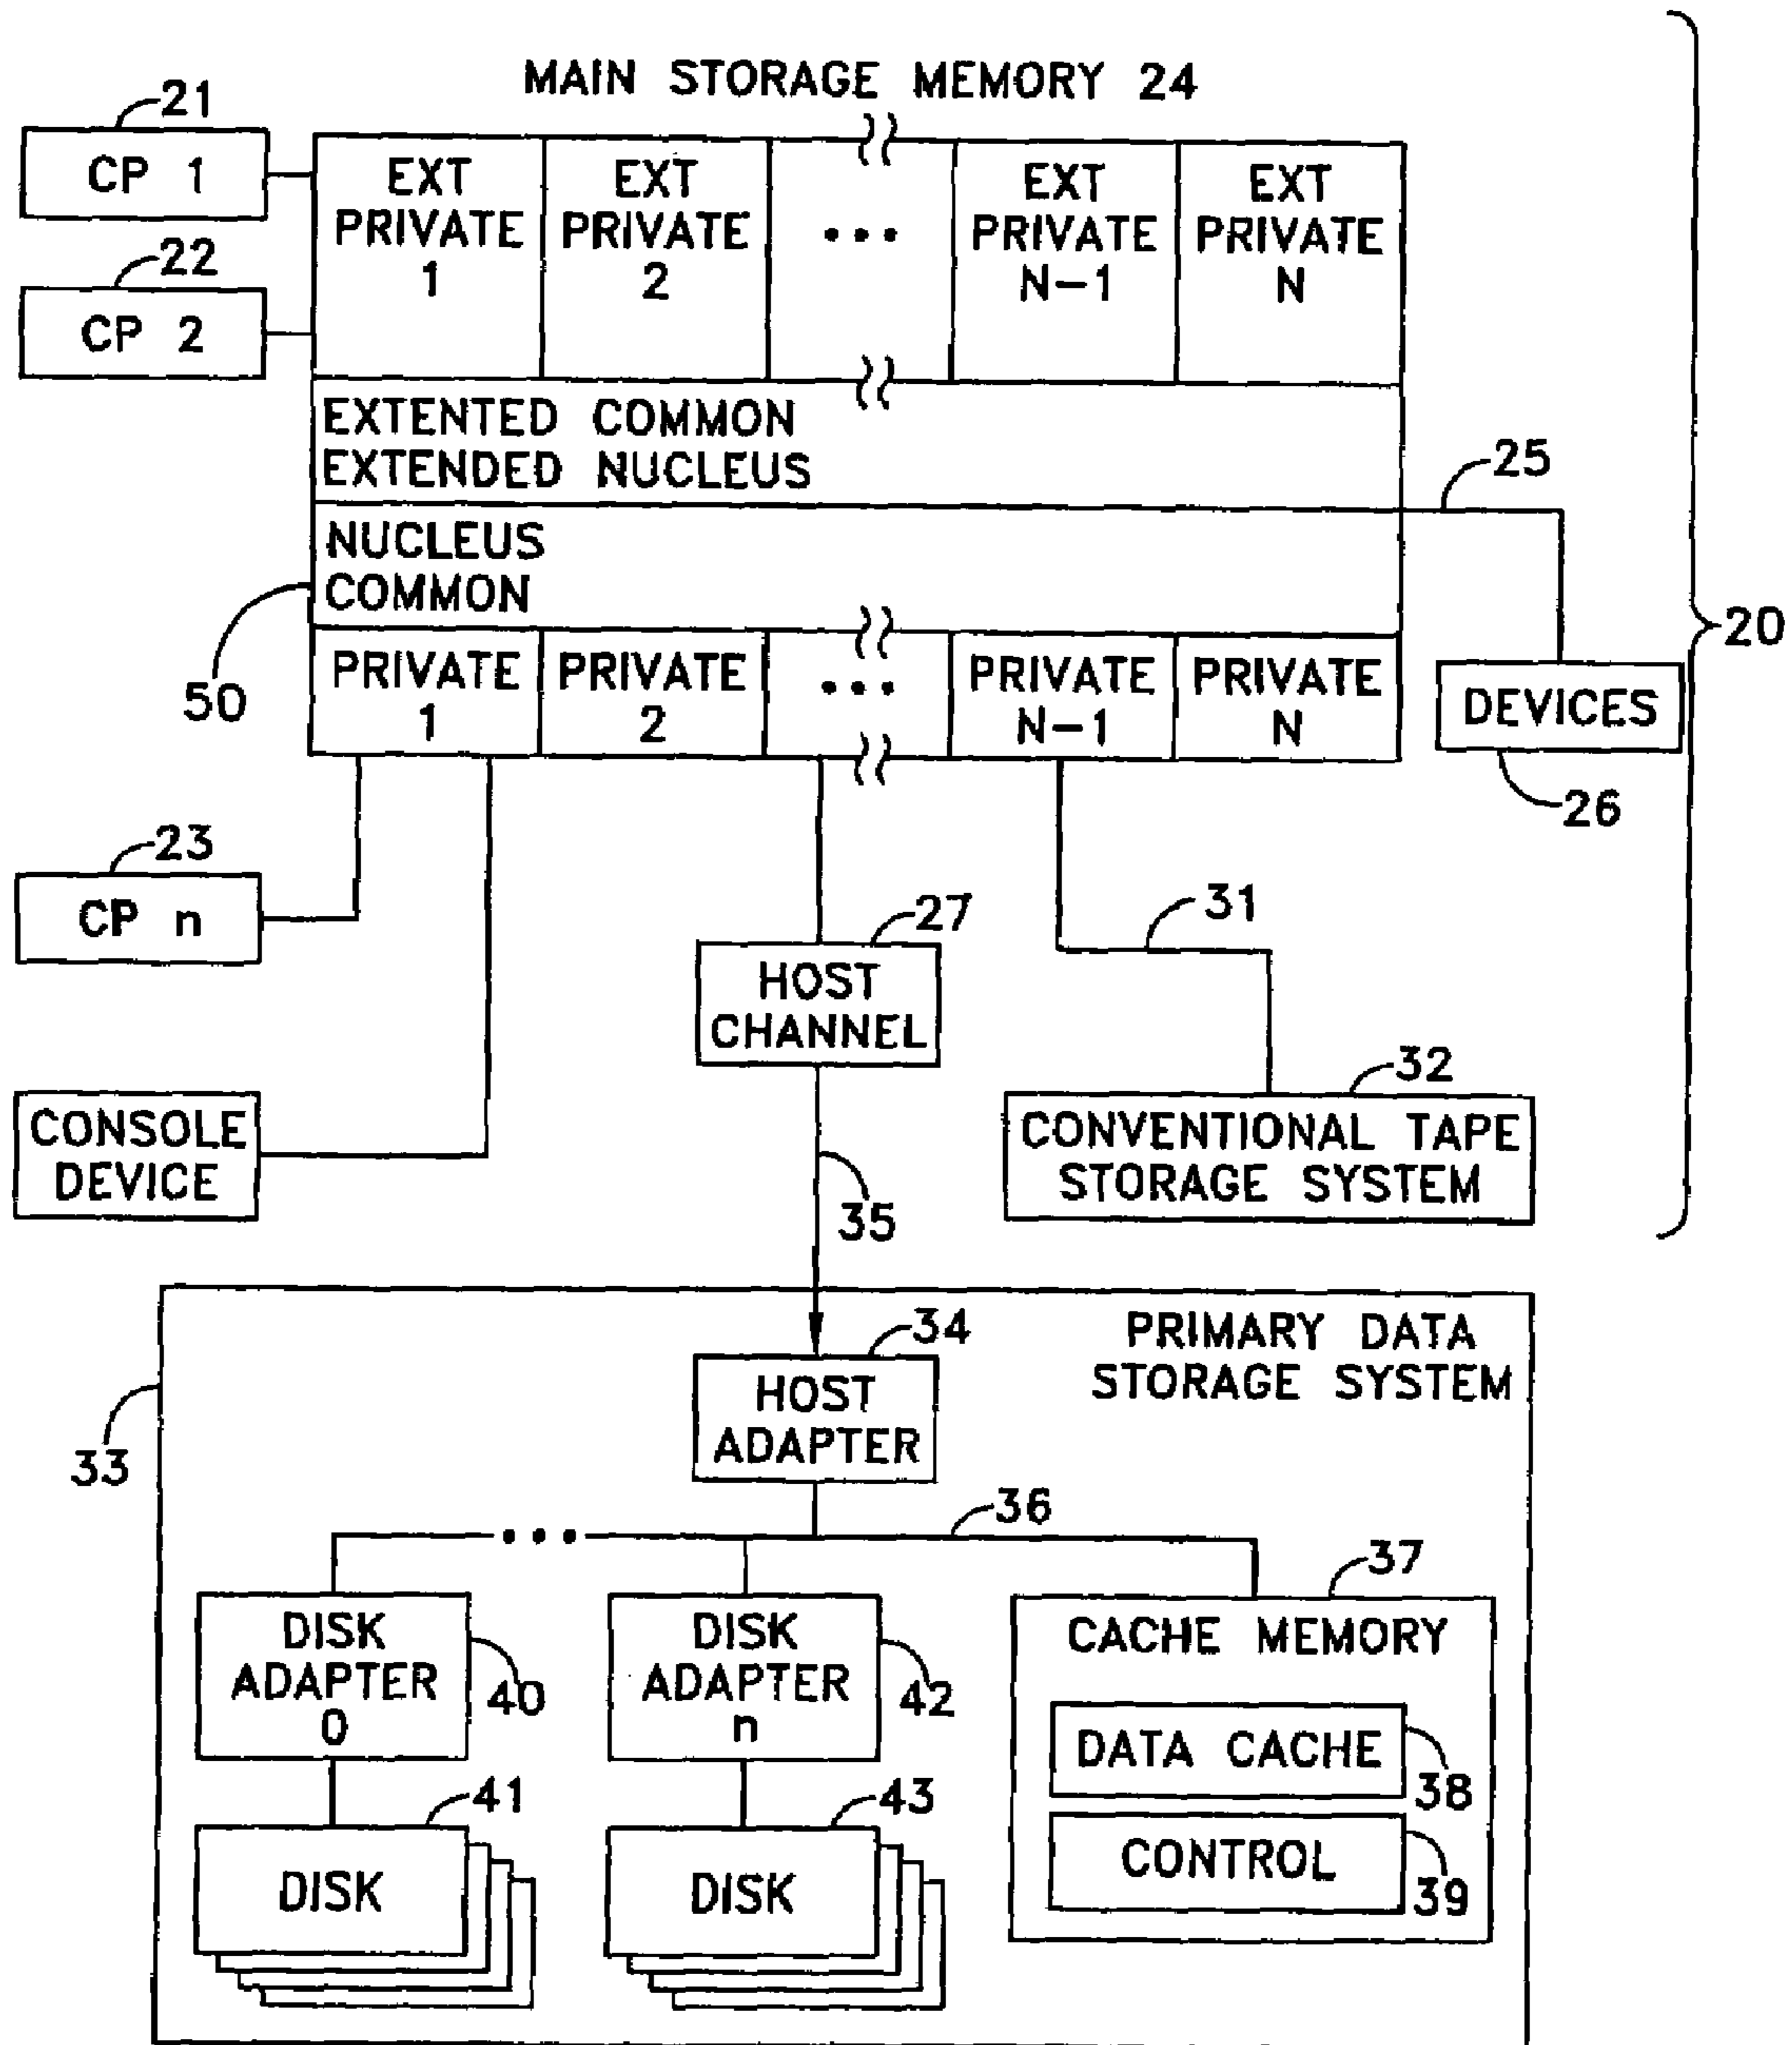 MAIN STORAGE MEMORY 24
21
CP 1
22
CP 2
EXT PRIVATE 1
EXT PRIVATE 2
•••
EXT PRIVATE N-1
EXT PRIVATE N
EXTENTED COMMON
EXTENDED NUCLEUS
25
NUCLEUS
COMMON
20
50
PRIVATE 1
PRIVATE 2
•••
PRIVATE N-1
PRIVATE N
DEVICES
26
23
CP n
27
HOST
CHANNEL
31
32
CONVENTIONAL TAPE
STORAGE SYSTEM
CONSOLE
DEVICE
35
PRIMARY DATA
STORAGE SYSTEM
34
HOST
ADAPTER
33
36
•••
37
DISK
ADAPTER
0
40
DISK
ADAPTER
n
42
CACHE MEMORY
DATA CACHE
38
CONTROL
39
41
DISK
43
DISK